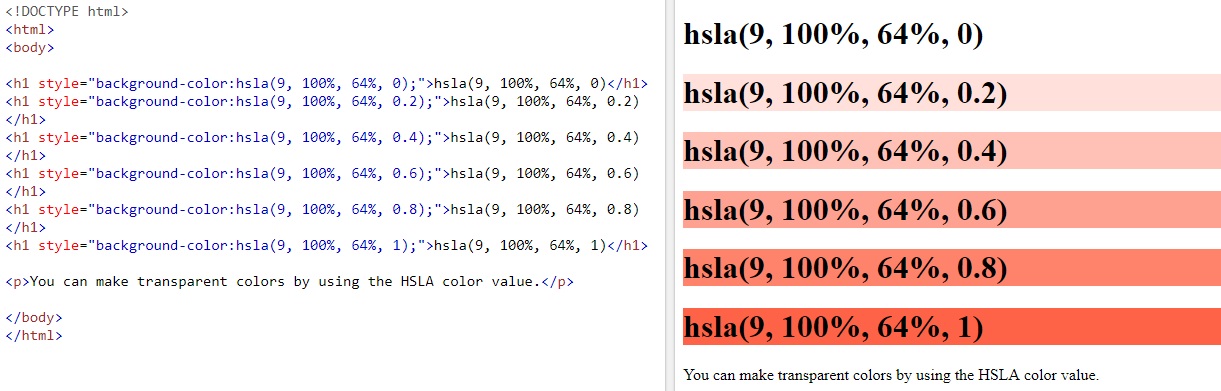 <!DOCTYPE html>
<html>
<body>
<h1 style="background-color:hsla(9, 100%, 64%, 0);">hsla(9, 100%, 64%, 0)</h1>
<h1 style="background-color:hsla(9, 100%, 64%, 0.2);">hsla(9, 100%, 64%, 0.2)
</h1>
<h1 style="background-color:hsla(9, 100%, 64%, 0.4);">hsla(9, 100%, 64%, 0.4)
</h1>
<h1 style="background-color:hsla(9, 100%, 64%, 0.6);">hsla(9, 100%, 64%, 0.6)
</h1>
<h1 style="background-color:hsla(9, 100%, 64%, 0.8);">hsla(9, 100%, 64%, 0.8)
</h1>
<h1 style="background-color:hsla(9, 100%, 64%, 1);">hsla(9, 100%, 64%, 1)</h1>
<p>You can make transparent colors by using the HSLA color value.</p>
</body>
</html>
hsla(9, 100%, 64%, 0)
hsla(9, 100%, 64%, 0.2)
hsla(9, 100%, 64%, 0.4)
hsla(9, 100%, 64%, 0.6)
hsla(9, 100%, 64%, 0.8)
hsla(9, 100%, 64%, 1)
You can make transparent colors by using the HSLA color value.